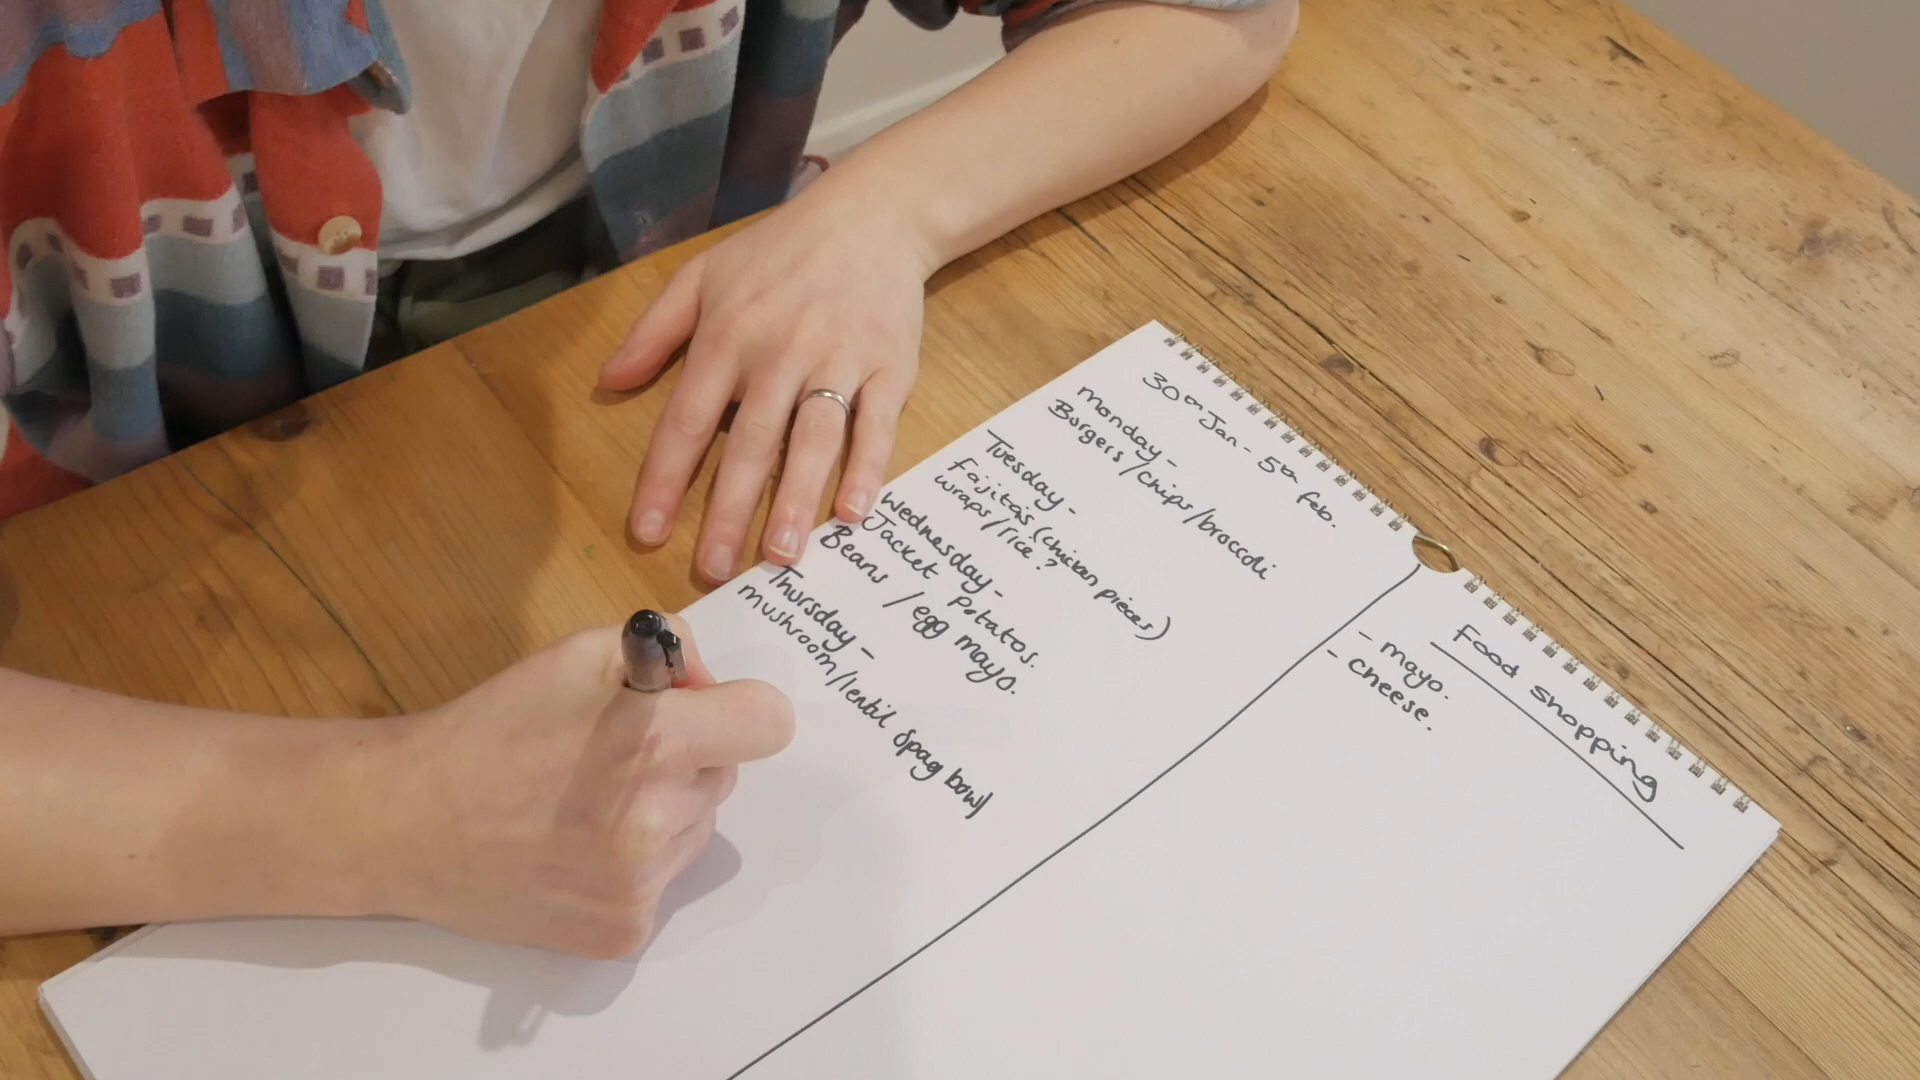 30th Jan - 5th Feb.
Monday -
Burgers/chips/broccoli
Tuesday -
Fajitas (chicken pieces)
wraps/rice?
Wednesday -
Jacket Potatos.
Beans / egg mayo.
Thursday -
mushroom/lentil spag bowl
Food shopping
- mayo.
- cheese.